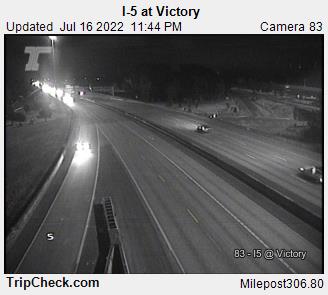 I-5 at Victory
Updated  Jul 16 2022  11:44 PM
Camera 83
S
83 - I5 @ Victory
TripCheck.com
Milepost306.80